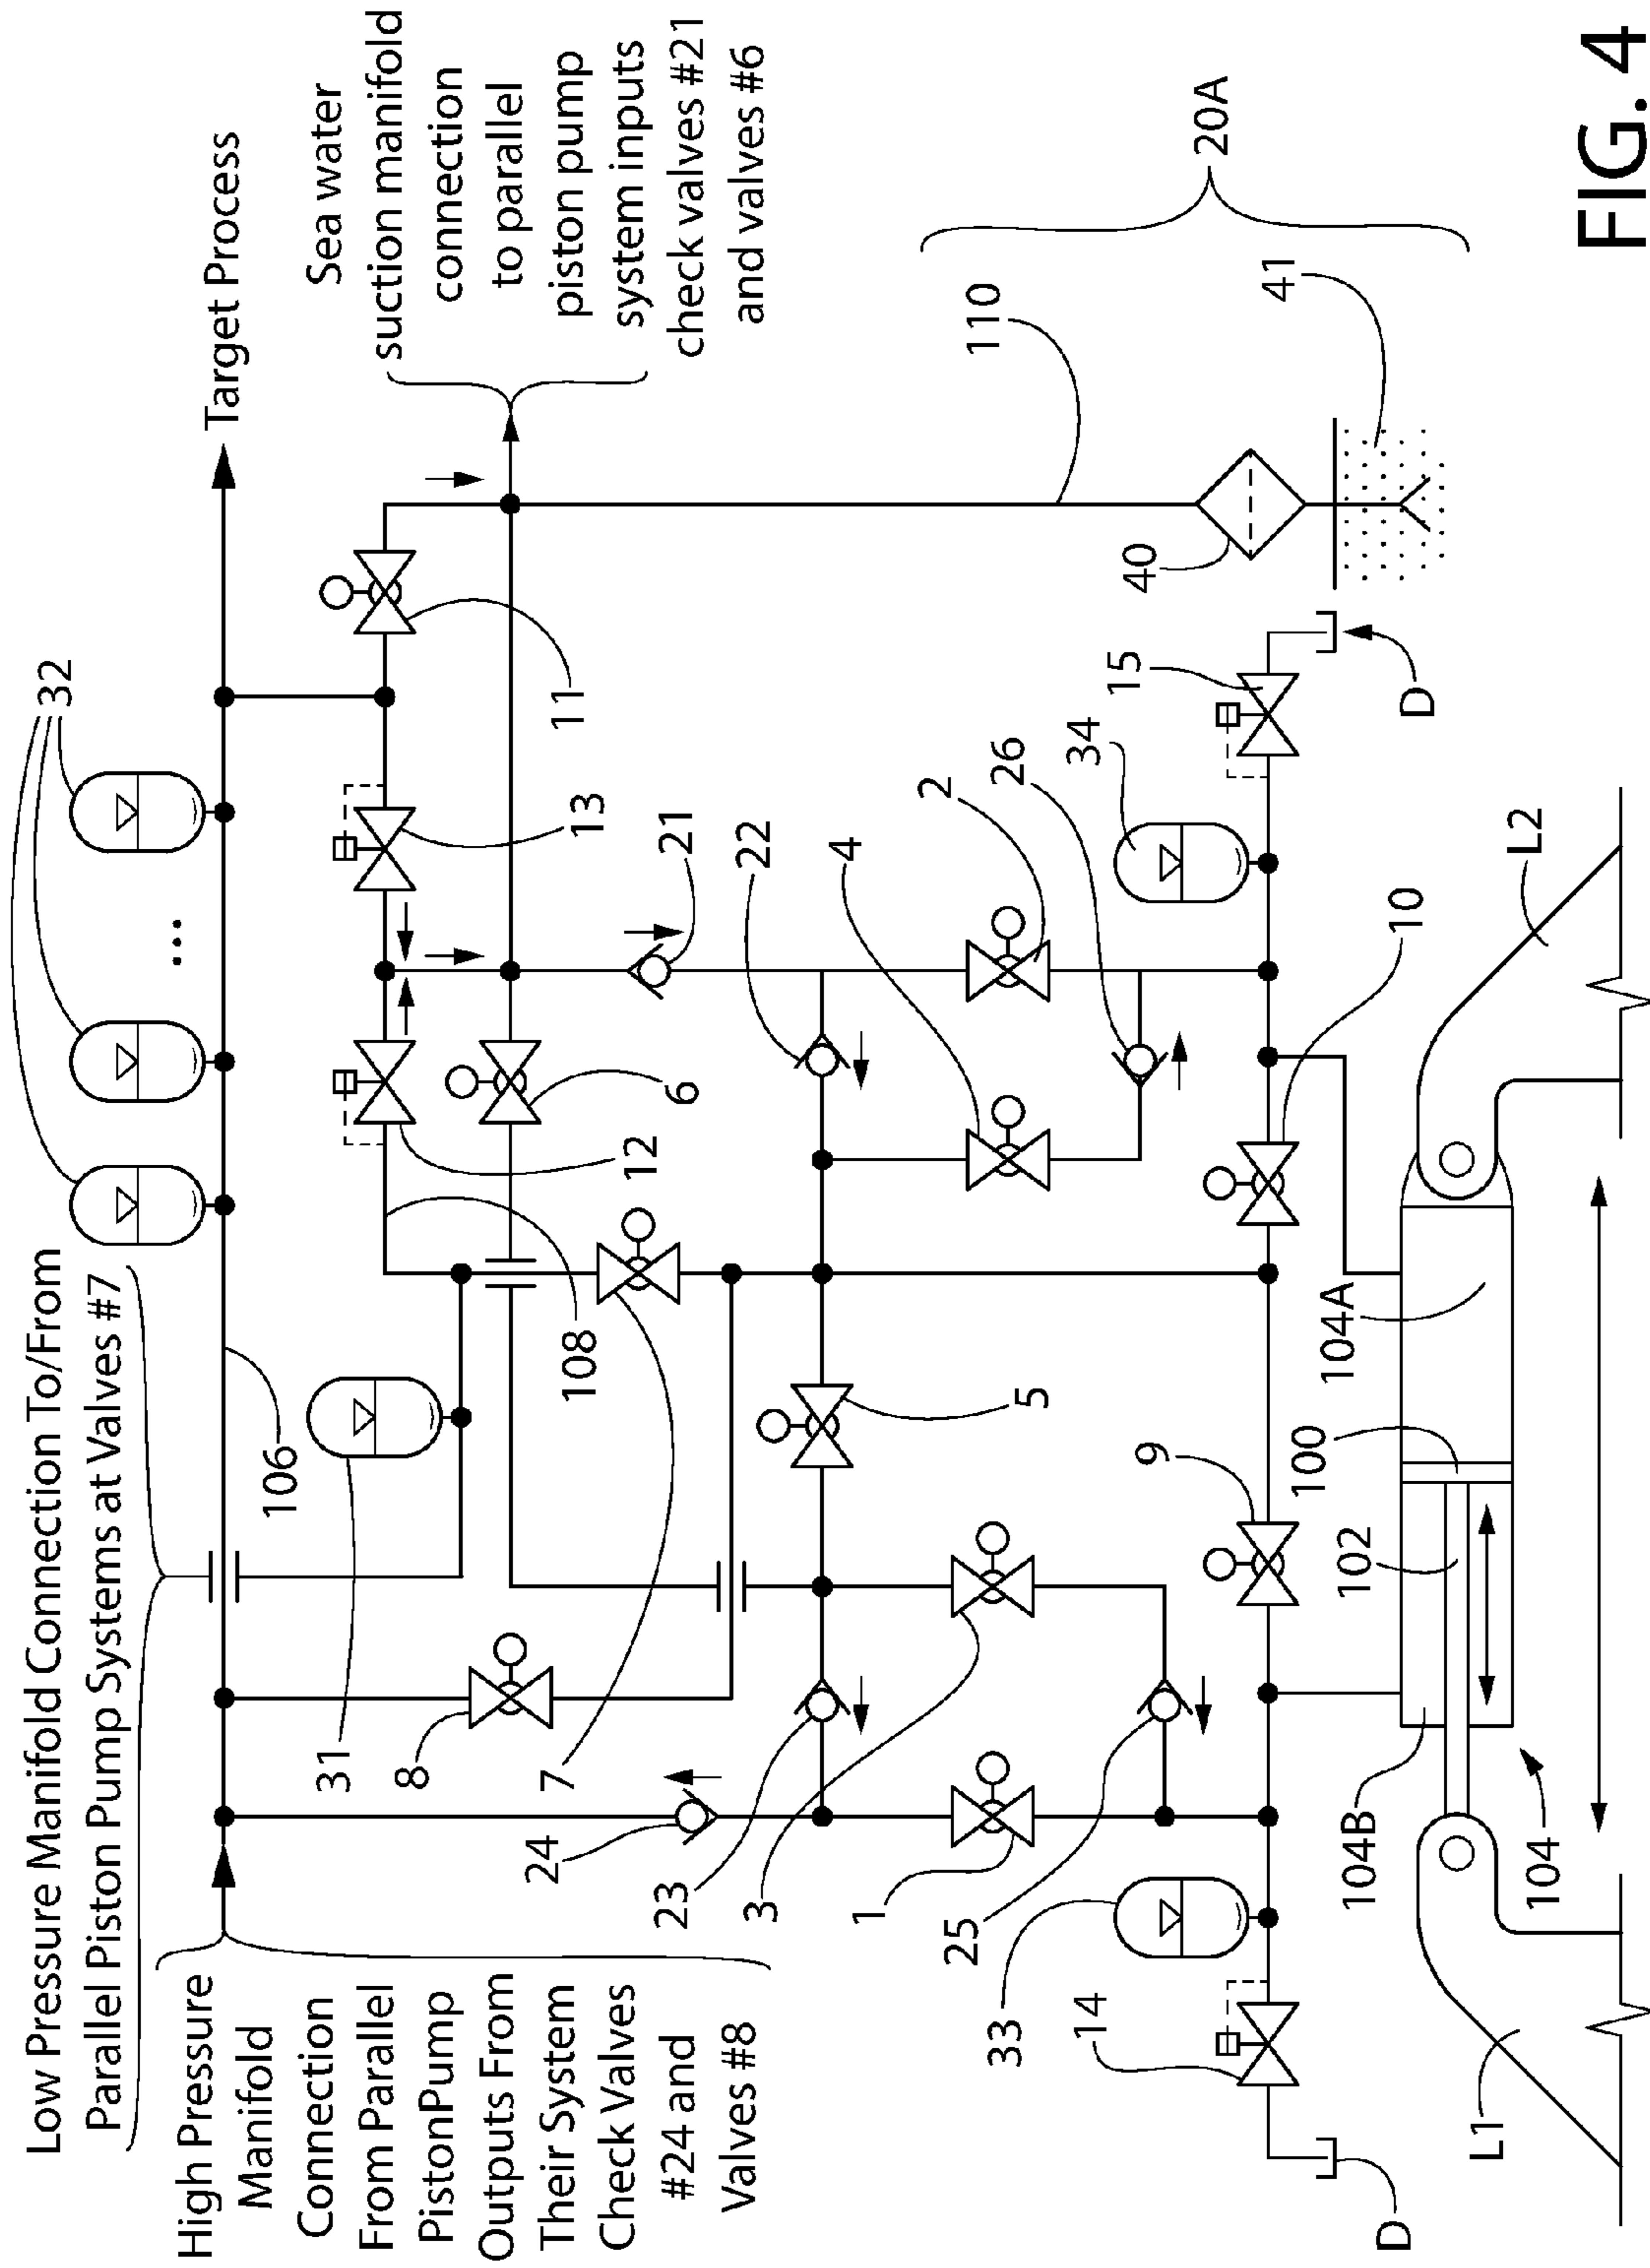 Low Pressure Manifold Connection To/From
Parallel Piston Pump Systems at Valves #7
High Pressure
Manifold
Connection
From Parallel
PistonPump
Outputs From
Their System
Check Valves
#24 and
Valves #8
32
...
Target Process
106
31
8
7
24
108
12
6
13
11
Sea water
suction manifold
connection
to parallel
piston pump
system inputs
check valves #21
and valves #6
21
22
23
3
1
25
5
4
2
26
110
20A
33
14
9
10
34
15
40
41
D
D
L1
104B
104
102
100
104A
L2
FIG. 4